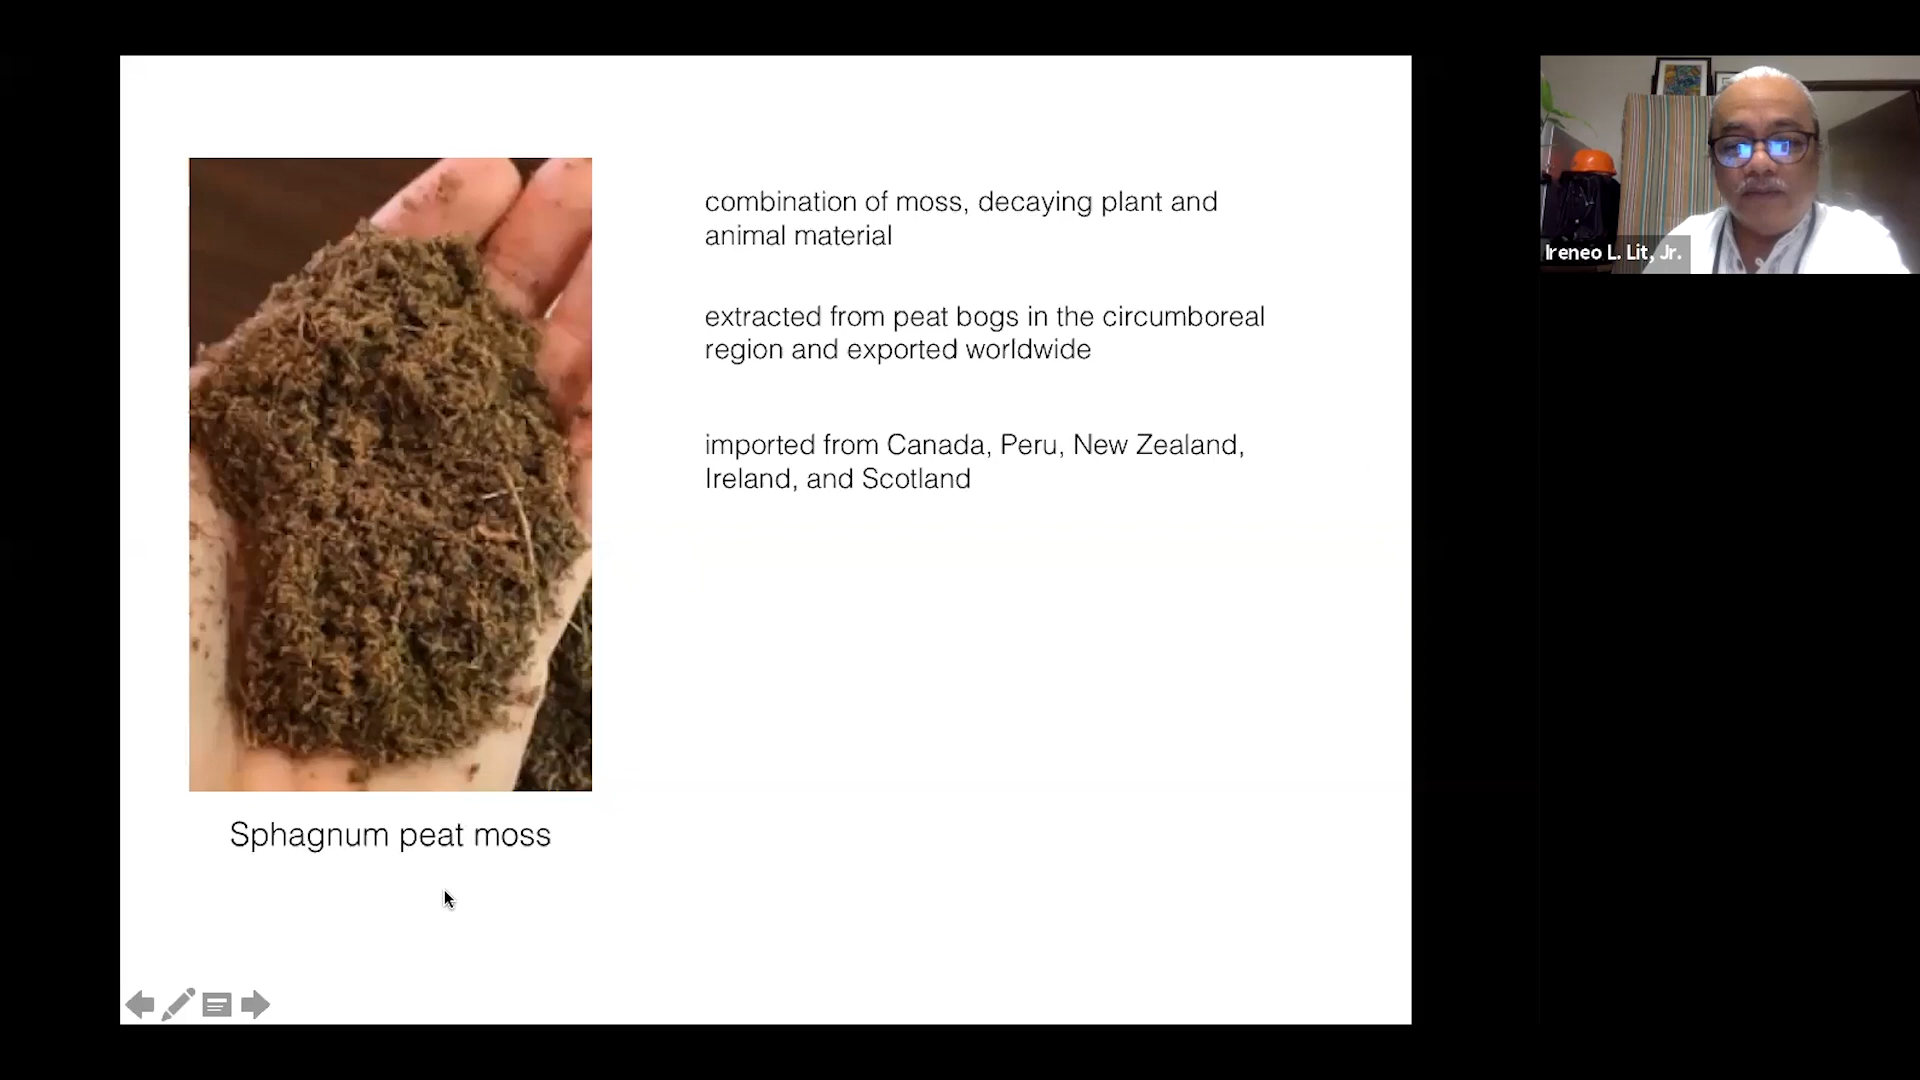 combination of moss, decaying plant and
animal material
extracted from peat bogs in the circumboreal
region and exported worldwide
imported from Canada, Peru, New Zealand,
Ireland, and Scotland
Sphagnum peat moss
Ireneo L. Lit, Jr.